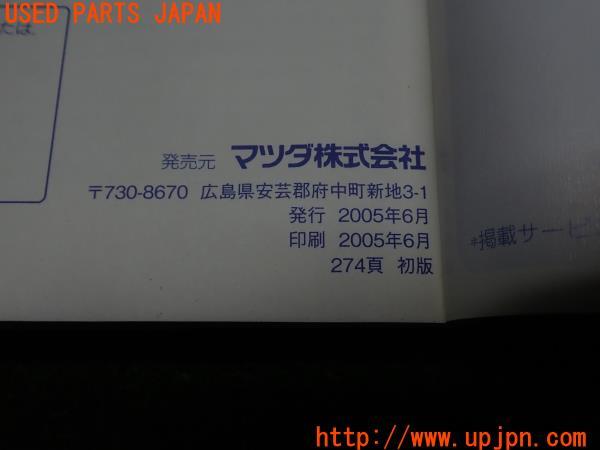 USED PARTS JAPAN
たは、
発売元 マツダ株式会社
〒730-8670 広島県安芸郡府中町新地3-1
発行 2005年6月
印刷 2005年6月
274頁 初版
*掲載サービ
http://www.upjpn.com